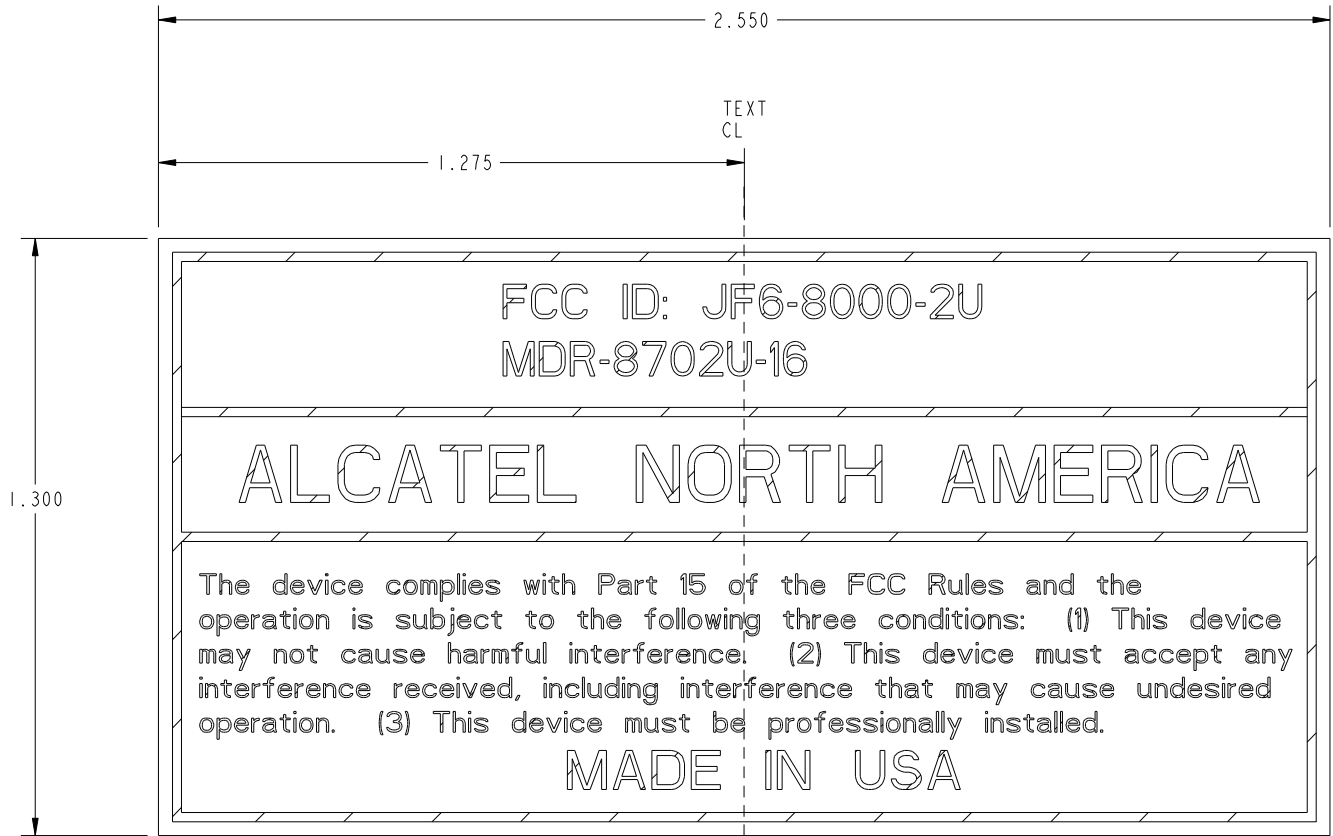 2.550
TEXT
CL
1.275
1.300
FCC ID: JF6-8000-2U
MDR-8702U-16
ALCATEL NORTH AMERICA
The device complies with Part 15 of the FCC Rules and the
operation is subject to the following three conditions: (1) This device
may not cause harmful interference. (2) This device must accept any
interference received, including interference that may cause undesired
operation. (3) This device must be professionally installed.
MADE IN USA